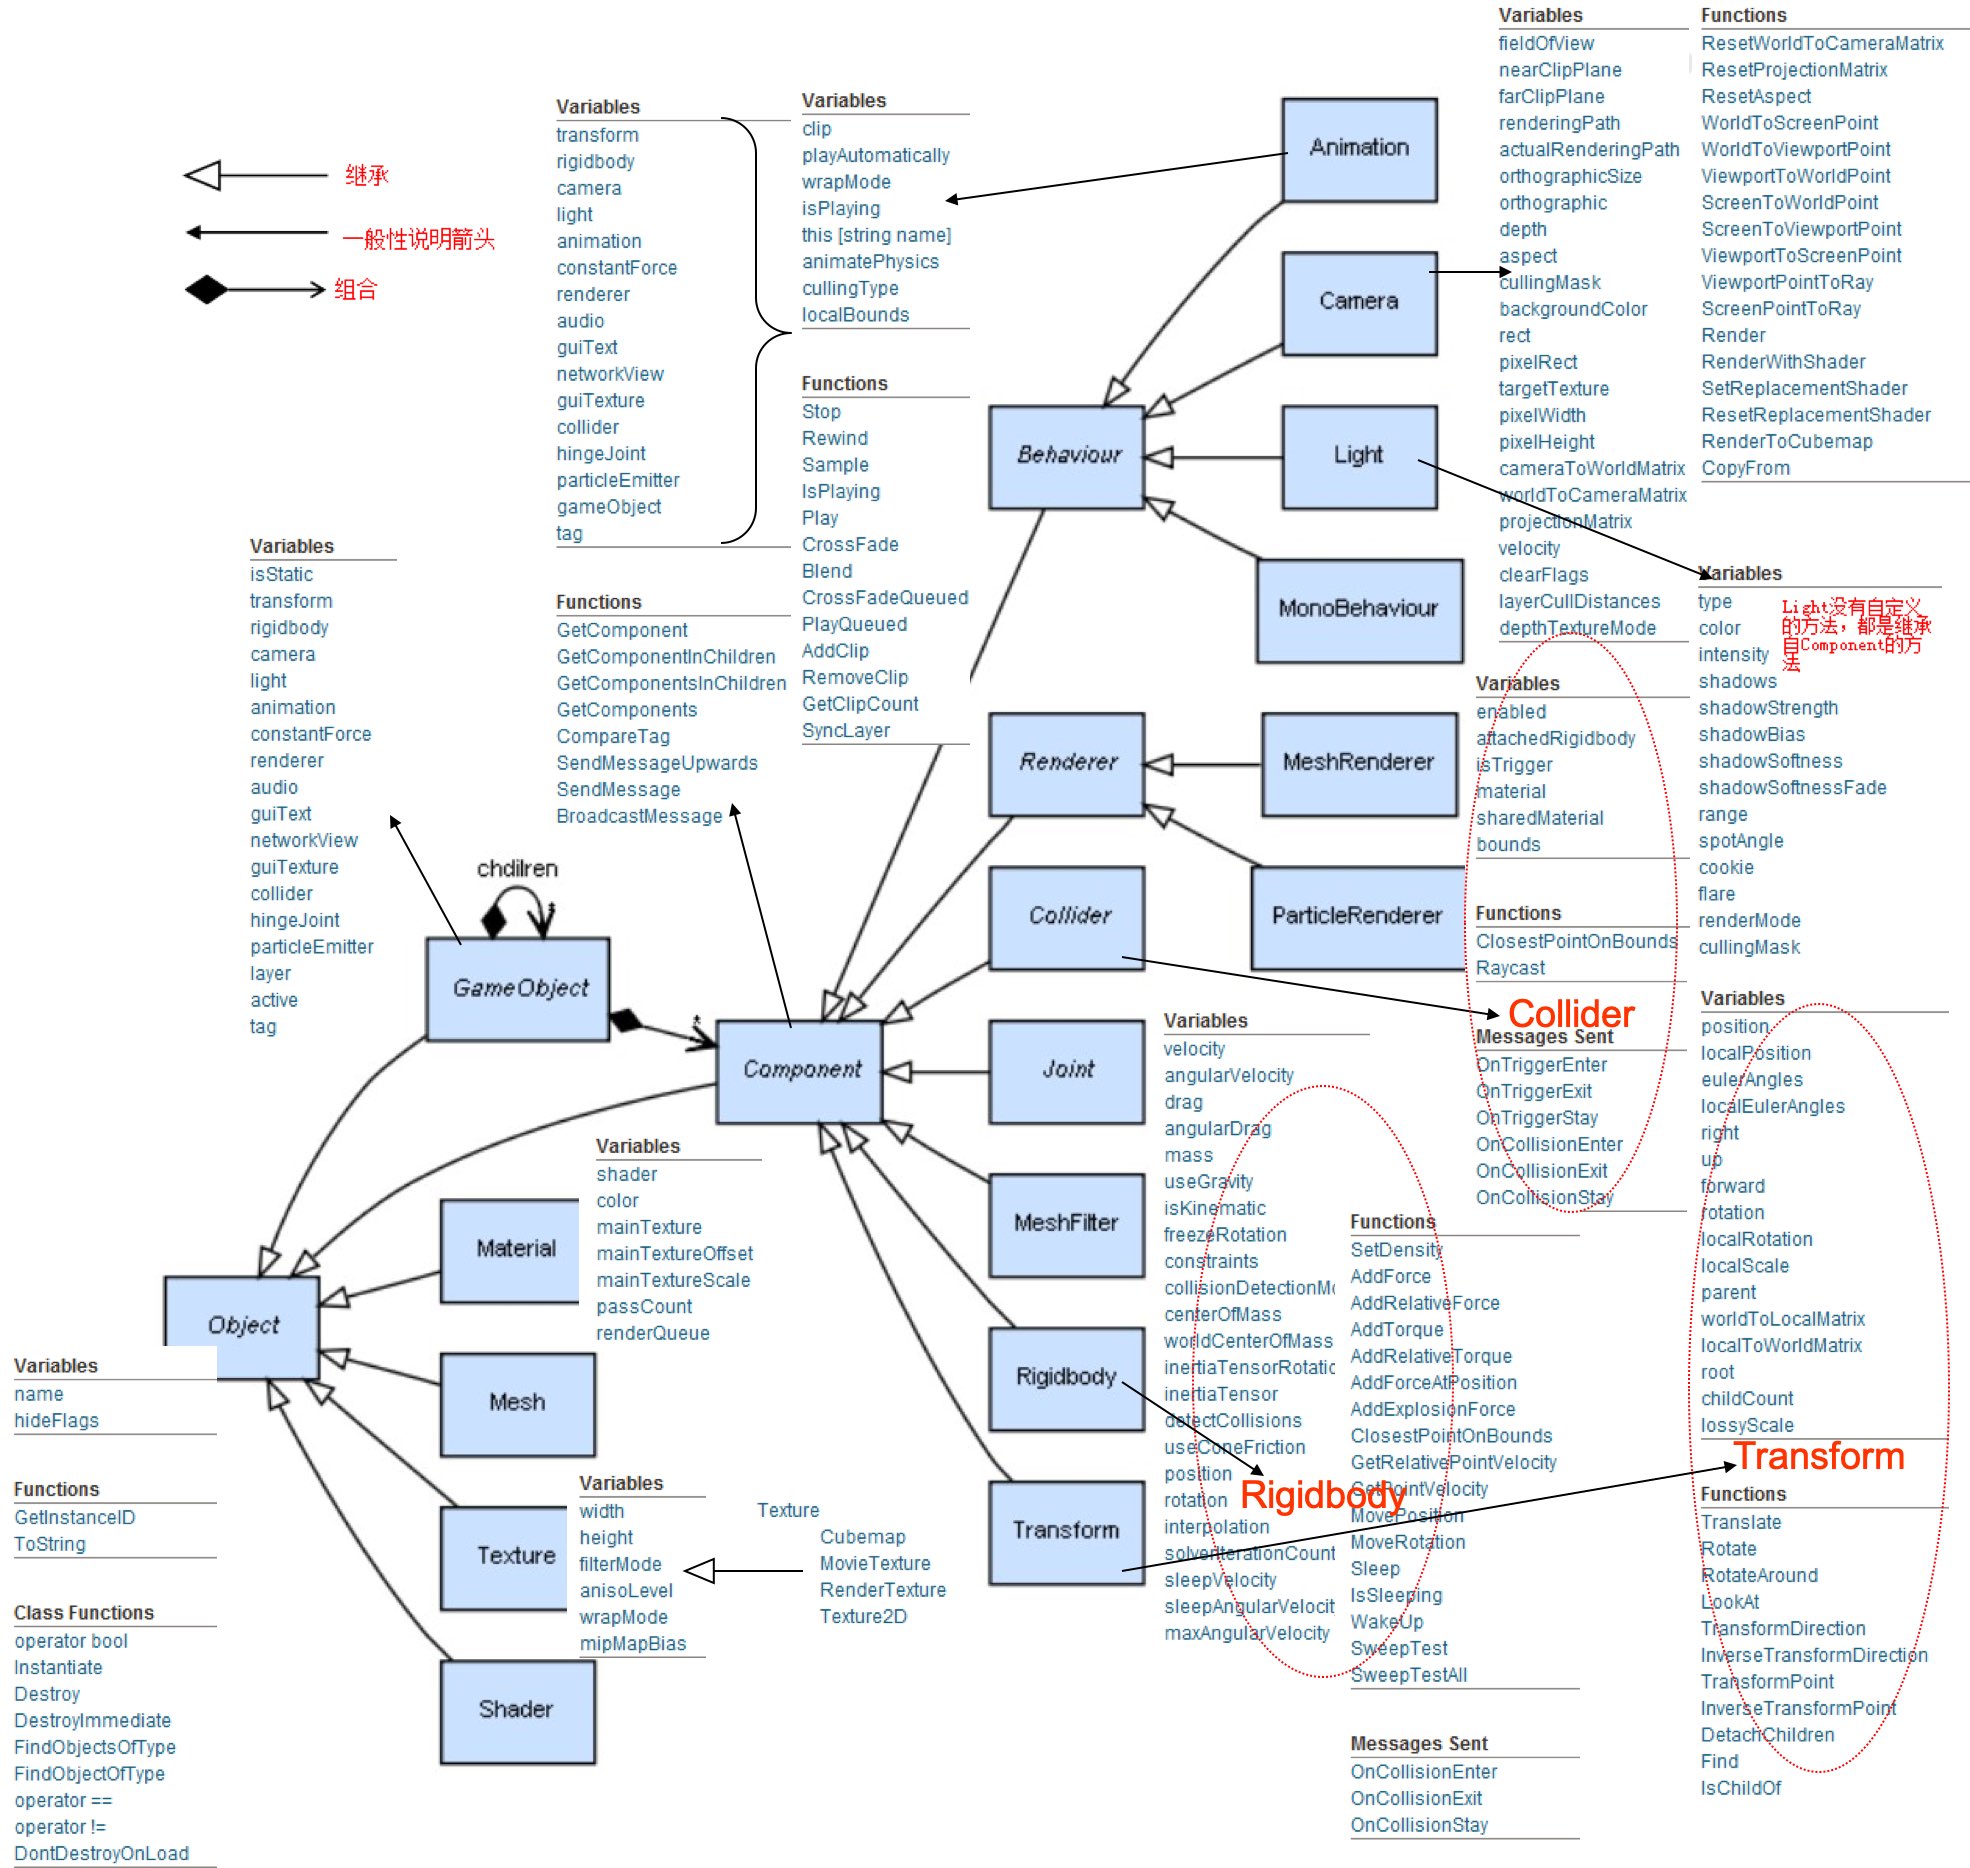 继承
一般性说明箭头
组合
Variables
transform
rigidbody
camera
light
animation
constantForce
renderer
audio
guiText
networkView
guiTexture
collider
hingeJoint
particleEmitter
gameObject
tag
Functions
GetComponent
GetComponentInChildren
GetComponentsInChildren
GetComponents
CompareTag
SendMessageUpwards
SendMessage
BroadcastMessage
Variables
clip
playAutomatically
wrapMode
isPlaying
this [string name]
animatePhysics
cullingType
localBounds
Functions
Stop
Rewind
Sample
IsPlaying
Play
CrossFade
Blend
CrossFadeQueued
PlayQueued
AddClip
RemoveClip
GetClipCount
SyncLayer
Animation
Camera
Behaviour
Light
MonoBehaviour
Renderer
MeshRenderer
Collider
ParticleRenderer
Joint
MeshFilter
Rigidbody
Transform
Variables
fieldOfView
nearClipPlane
farClipPlane
renderingPath
actualRenderingPath
orthographicSize
orthographic
depth
aspect
cullingMask
backgroundColor
rect
pixelRect
targetTexture
pixelWidth
pixelHeight
cameraToWorldMatrix
worldToCameraMatrix
projectionMatrix
velocity
clearFlags
layerCullDistances
depthTextureMode
Functions
ResetWorldToCameraMatrix
ResetProjectionMatrix
ResetAspect
WorldToScreenPoint
WorldToViewportPoint
ViewportToWorldPoint
ScreenToWorldPoint
ScreenToViewportPoint
ViewportToScreenPoint
ViewportPointToRay
ScreenPointToRay
Render
RenderWithShader
SetReplacementShader
ResetReplacementShader
RenderToCubemap
CopyFrom
Variables
type
color
intensity
shadows
shadowStrength
shadowBias
shadowSoftness
shadowSoftnessFade
range
spotAngle
cookie
flare
renderMode
cullingMask
Light没有自定义
的方法，都是继承
自Component的方
法
Variables
enabled
attachedRigidbody
isTrigger
material
sharedMaterial
bounds
Functions
ClosestPointOnBounds
Raycast
Collider
Messages Sent
OnTriggerEnter
OnTriggerExit
OnTriggerStay
OnCollisionEnter
OnCollisionExit
OnCollisionStay
Variables
isStatic
transform
rigidbody
camera
light
animation
constantForce
renderer
audio
guiText
networkView
guiTexture
collider
hingeJoint
particleEmitter
layer
active
tag
chdilren
*
GameObject
*
Component
Object
Material
Mesh
Texture
Shader
Variables
shader
color
mainTexture
mainTextureOffset
mainTextureScale
passCount
renderQueue
Variables
width
height
filterMode
anisoLevel
wrapMode
mipMapBias
Texture
Cubemap
MovieTexture
RenderTexture
Texture2D
Variables
name
hideFlags
Functions
GetInstanceID
ToString
Class Functions
operator bool
Instantiate
Destroy
DestroyImmediate
FindObjectsOfType
FindObjectOfType
operator ==
operator !=
DontDestroyOnLoad
Variables
velocity
angularVelocity
drag
angularDrag
mass
useGravity
isKinematic
freezeRotation
constraints
collisionDetectionMo
centerOfMass
worldCenterOfMass
inertiaTensorRotatic
inertiaTensor
detectCollisions
useConeFriction
position
rotation
interpolation
solverIterationCount
sleepVelocity
sleepAngularVelocit
maxAngularVelocity
Rigidbody
Functions
SetDensity
AddForce
AddRelativeForce
AddTorque
AddRelativeTorque
AddForceAtPosition
AddExplosionForce
ClosestPointOnBounds
GetRelativePointVelocity
GetPointVelocity
MovePosition
MoveRotation
Sleep
IsSleeping
WakeUp
SweepTest
SweepTestAll
Messages Sent
OnCollisionEnter
OnCollisionExit
OnCollisionStay
Variables
position
localPosition
eulerAngles
localEulerAngles
right
up
forward
rotation
localRotation
localScale
parent
worldToLocalMatrix
localToWorldMatrix
root
childCount
lossyScale
Transform
Functions
Translate
Rotate
RotateAround
LookAt
TransformDirection
InverseTransformDirection
TransformPoint
InverseTransformPoint
DetachChildren
Find
IsChildOf